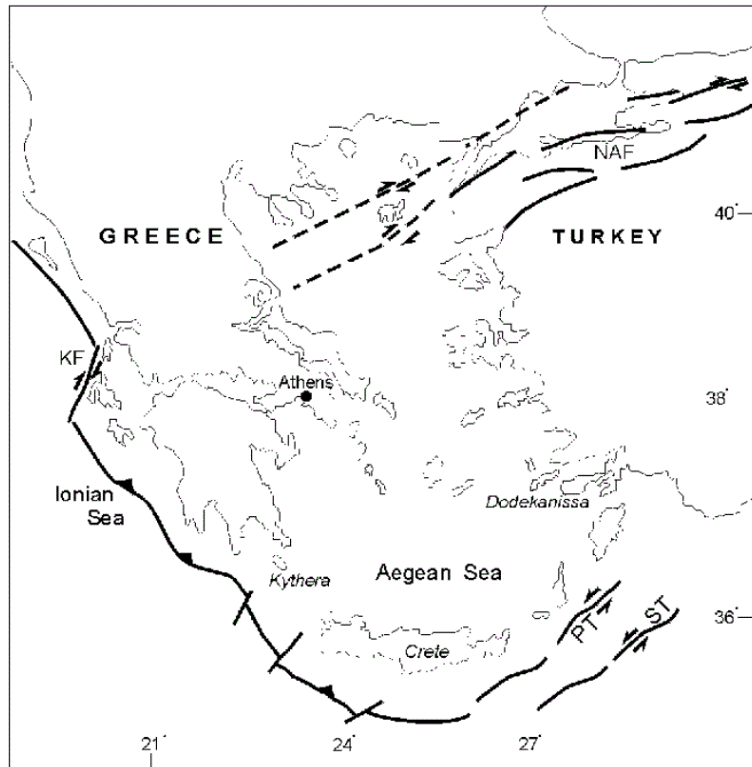 NAF
40°
GREECE
TURKEY
KF
Athens
38°
Ionian
Sea
Dodekanissa
Kythera
Aegean Sea
PT
ST
36°
Crete
21°
24°
27°